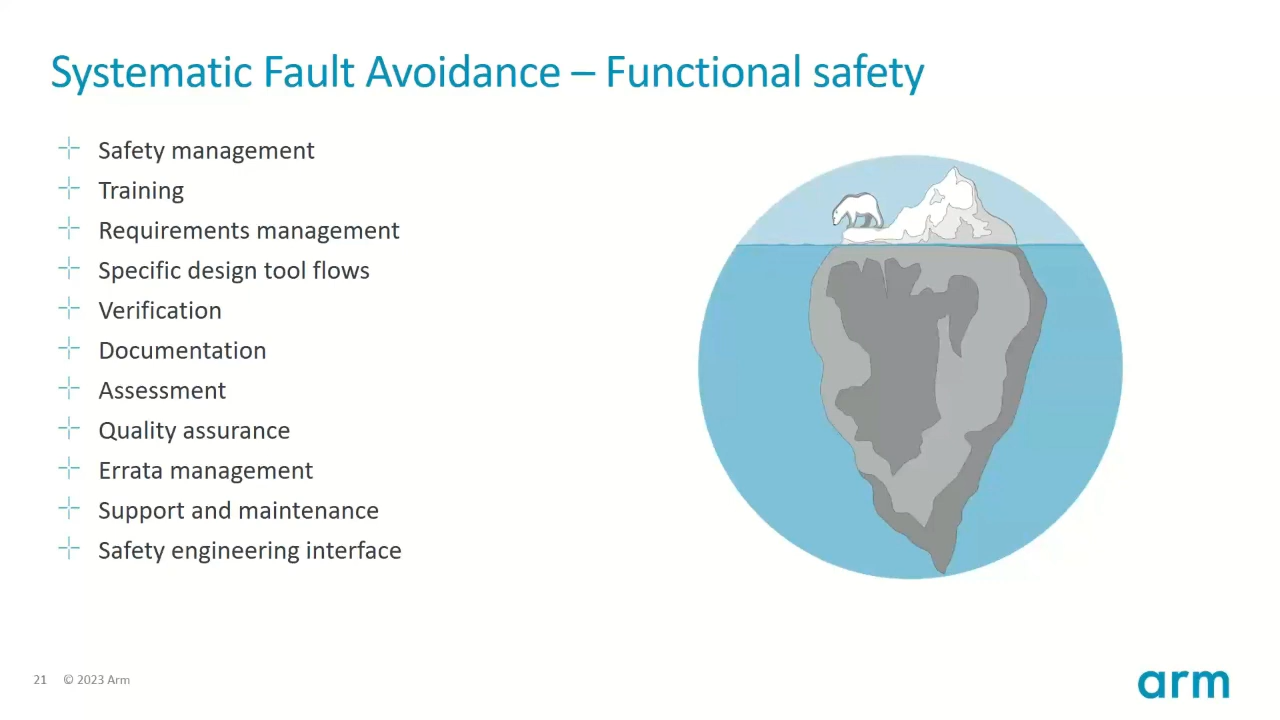 Systematic Fault Avoidance – Functional safety
Safety management
Training
Requirements management
Specific design tool flows
Verification
Documentation
Assessment
Quality assurance
Errata management
Support and maintenance
Safety engineering interface
21 © 2023 Arm
arm